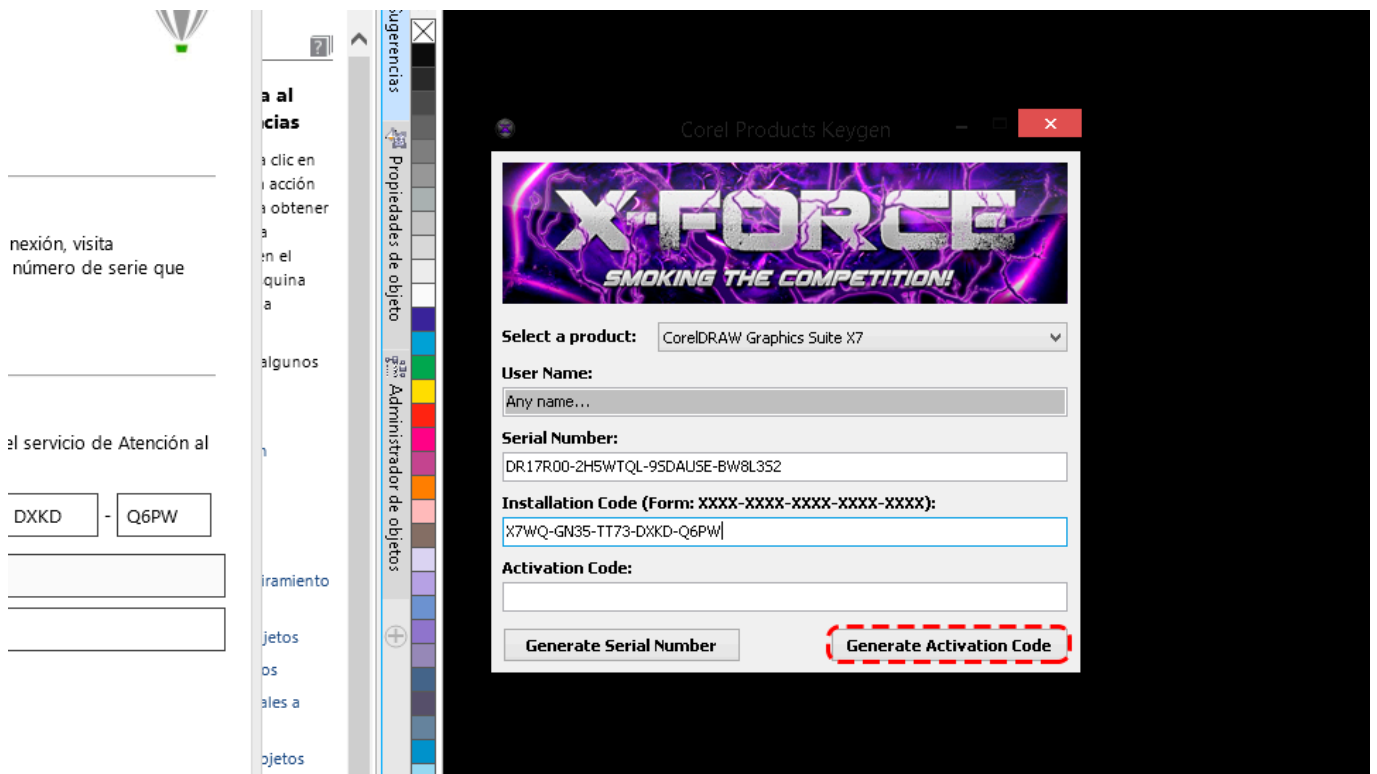 ?
a al
cias
a clic en
acción
a obtener
a
en el
quina
a
algunos
nexión, visita
número de serie que
el servicio de Atención al
DXKD - Q6PW
iramiento
jetos
os
ales a
ojetos
Sugerencias
Propiedades de objeto
Administrador de objetos
Corel Products Keygen
X-FORCE
SMOKING THE COMPETITION!
Select a product: CorelDRAW Graphics Suite X7
User Name:
Any name...
Serial Number:
DR17R00-2H5WTQL-9SDAUSE-BW8L3S2
Installation Code (Form: XXXX-XXXX-XXXX-XXXX-XXXX):
X7WQ-GN35-TT73-DXKD-Q6PW
Activation Code:
Generate Serial Number Generate Activation Code